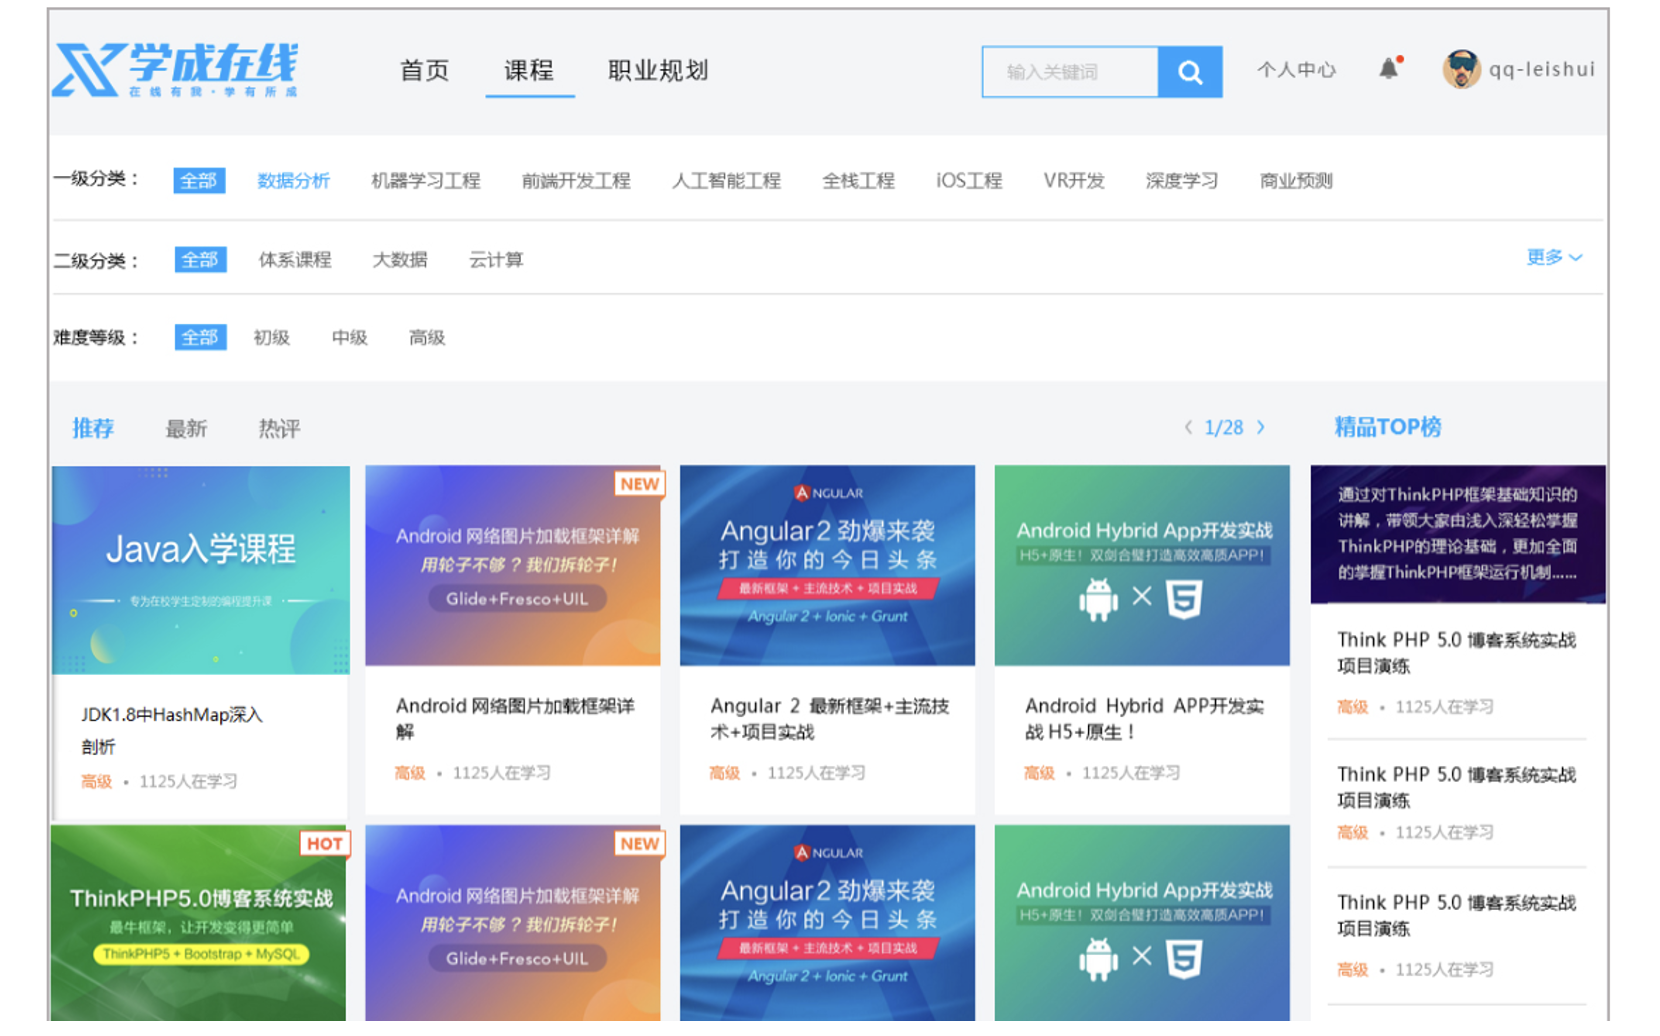 学成在线
在线有我·学有所成
首页 课程 职业规划 输入关键词 个人中心 qq-leishui
一级分类： 全部 数据分析 机器学习工程 前端开发工程 人工智能工程 全栈工程 iOS工程 VR开发 深度学习 商业预测
二级分类： 全部 体系课程 大数据 云计算 更多
难度等级： 全部 初级 中级 高级
推荐 最新 热评 1/28 精品TOP榜
Java入学课程
专为在校学生定制的编程提升课
JDK1.8中HashMap深入
剖析
高级 • 1125人在学习
NEW
Android 网络图片加载框架详解
用轮子不够？我们拆轮子！
Glide+Fresco+UIL
Android 网络图片加载框架详
解
高级 • 1125人在学习
ANGULAR
Angular2 劲爆来袭
打造你的今日头条
最新框架 + 主流技术 + 项目实战
Angular 2 + Ionic + Grunt
Angular 2 最新框架+主流技
术+项目实战
高级 • 1125人在学习
Android Hybrid App开发实战
H5+原生！双剑合璧打造高效高质APP！
Android Hybrid APP开发实
战 H5+原生！
高级 • 1125人在学习
通过对ThinkPHP框架基础知识的
讲解，带领大家由浅入深轻松掌握
ThinkPHP的理论基础，更加全面
的掌握ThinkPHP框架运行机制……
Think PHP 5.0 博客系统实战
项目演练
高级 • 1125人在学习
Think PHP 5.0 博客系统实战
项目演练
高级 • 1125人在学习
Think PHP 5.0 博客系统实战
项目演练
高级 • 1125人在学习
HOT
ThinkPHP5.0博客系统实战
最牛框架，让开发变得更简单
ThinkPHP5 + Bootstrap + MySQL
NEW
Android 网络图片加载框架详解
用轮子不够？我们拆轮子！
Glide+Fresco+UIL
ANGULAR
Angular2 劲爆来袭
打造你的今日头条
最新框架 + 主流技术 + 项目实战
Angular 2 + Ionic + Grunt
Android Hybrid App开发实战
H5+原生！双剑合璧打造高效高质APP！